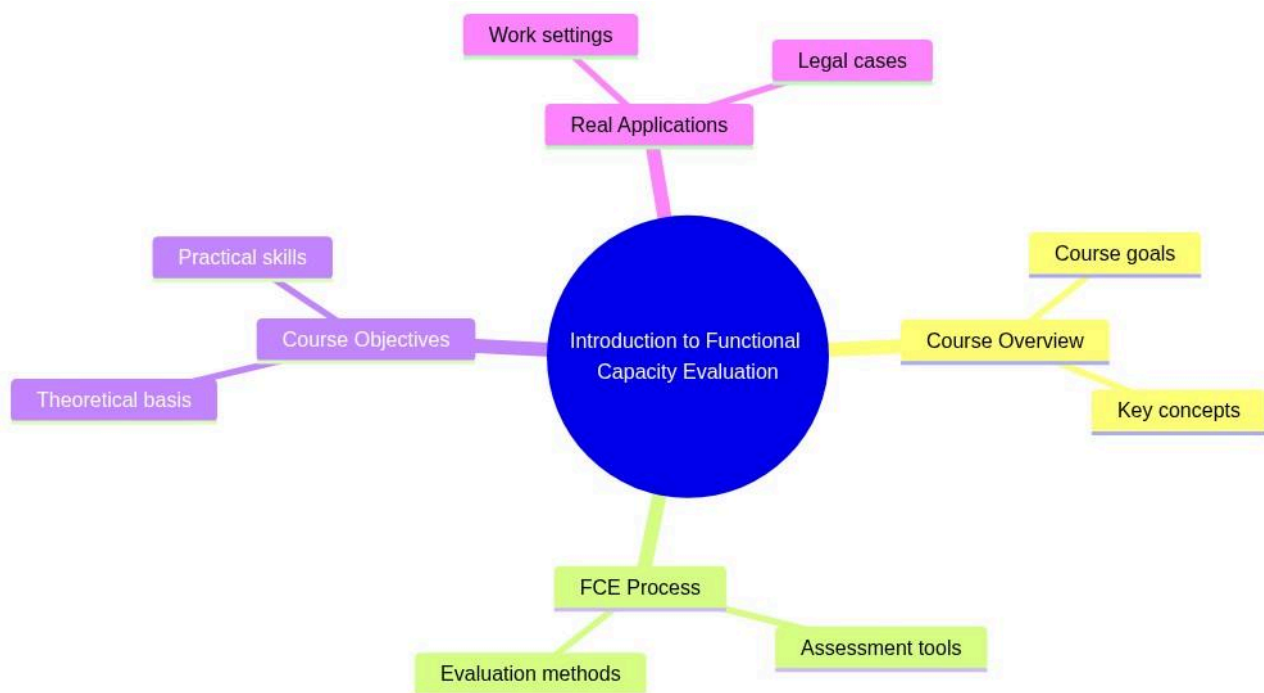 Work settings
Legal cases
Real Applications
Practical skills
Course goals
Course Objectives
Introduction to Functional
Capacity Evaluation
Course Overview
Theoretical basis
Key concepts
FCE Process
Assessment tools
Evaluation methods